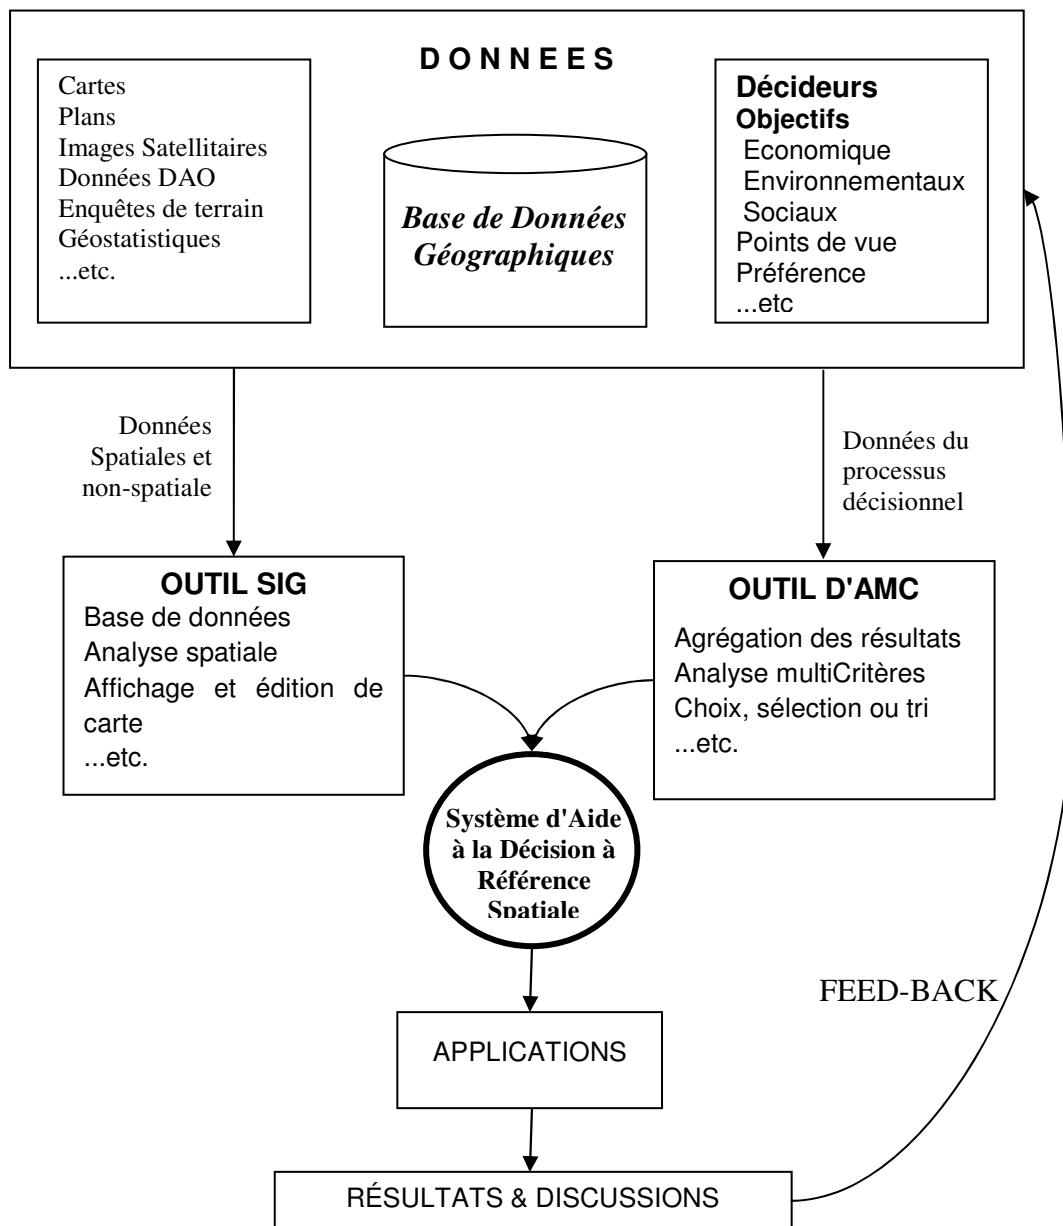 D O N N E E S
Cartes
Plans
Images Satellitaires
Données DAO
Enquêtes de terrain
Géostatistiques
...etc.
Base de Données
Géographiques
Décideurs
Objectifs
Economique
Environnementaux
Sociaux
Points de vue
Préférence
...etc
Données
Spatiales et
non-spatiale
Données du
processus
décisionnel
OUTIL SIG
Base de données
Analyse spatiale
Affichage et édition de
carte
...etc.
OUTIL D'AMC
Agrégation des résultats
Analyse multiCritères
Choix, sélection ou tri
...etc.
Système d'Aide
à la Décision à
Référence
Spatiale
FEED-BACK
APPLICATIONS
RÉSULTATS & DISCUSSIONS